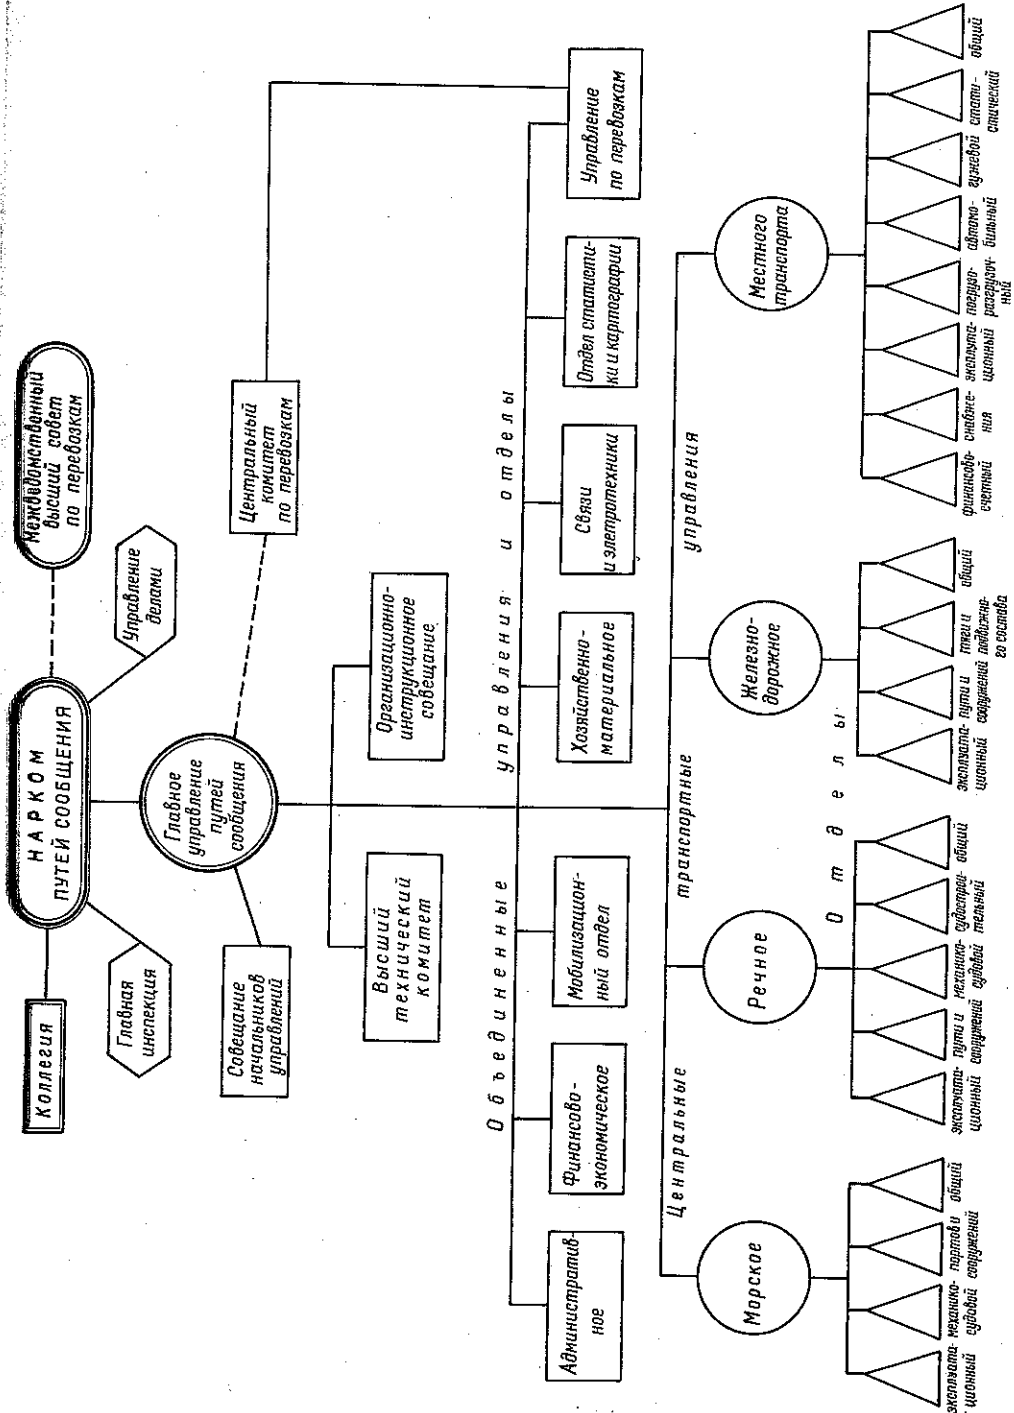 Коллегия
НАРКОМ
ПУТЕЙ СООБЩЕНИЯ
Междведомственный
высший совет
по перевозкам
Главная
инспекция
Управление
делами
Совещание
начальников
управлений
Главное
управление
путей
сообщения
Центральный
комитет
по перевозкам
Высший
технический
комитет
Организационно-
инструкционное
совещание
Объединенные управления и отделы
Административ-
ное
Финансово-
экономическое
Мобилизацион-
ный отдел
Хозяйственно-
материальное
Связи
и элетротехники
Отдел статисти-
ки и картографии
Управление
по перевозкам
Центральные транспортные управления
Морское
Речное
Железно-
дорожное
Местного
транспорта
Отделы
эксплуата-
ционный
механико-
судовой
портов и
сооружений
общий
эксплуата-
ционный
пути и
сооружений
механико-
судовой
судострои-
тельный
общий
эксплуата-
ционный
пути и
сооружений
тяги и
подвижно-
го состава
общий
финансово-
счетный
снабже-
ния
эксплута-
ционный
погрузо-
разгрузоч-
ный
автомо-
бильный
гужевой
стати-
стический
общий